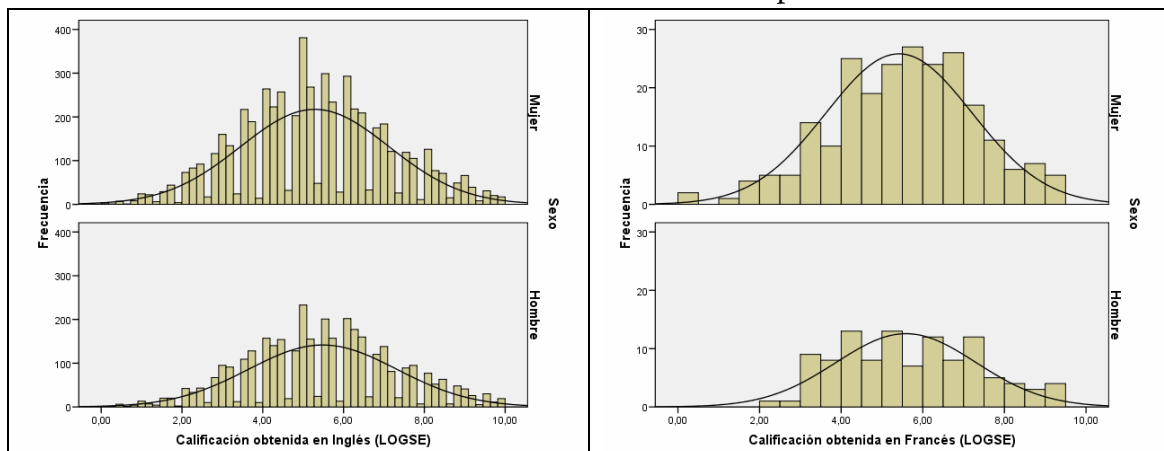 400
300
200
100
0
Mujer
400
300
200
100
0
Hombre
Frecuencia
Sexo
0,00 2,00 4,00 6,00 8,00 10,00
Calificación obtenida en Inglés (LOGSE)
30
20
10
0
Mujer
30
20
10
0
Hombre
Frecuencia
Sexo
0,00 2,00 4,00 6,00 8,00 10,00
Calificación obtenida en Francés (LOGSE)